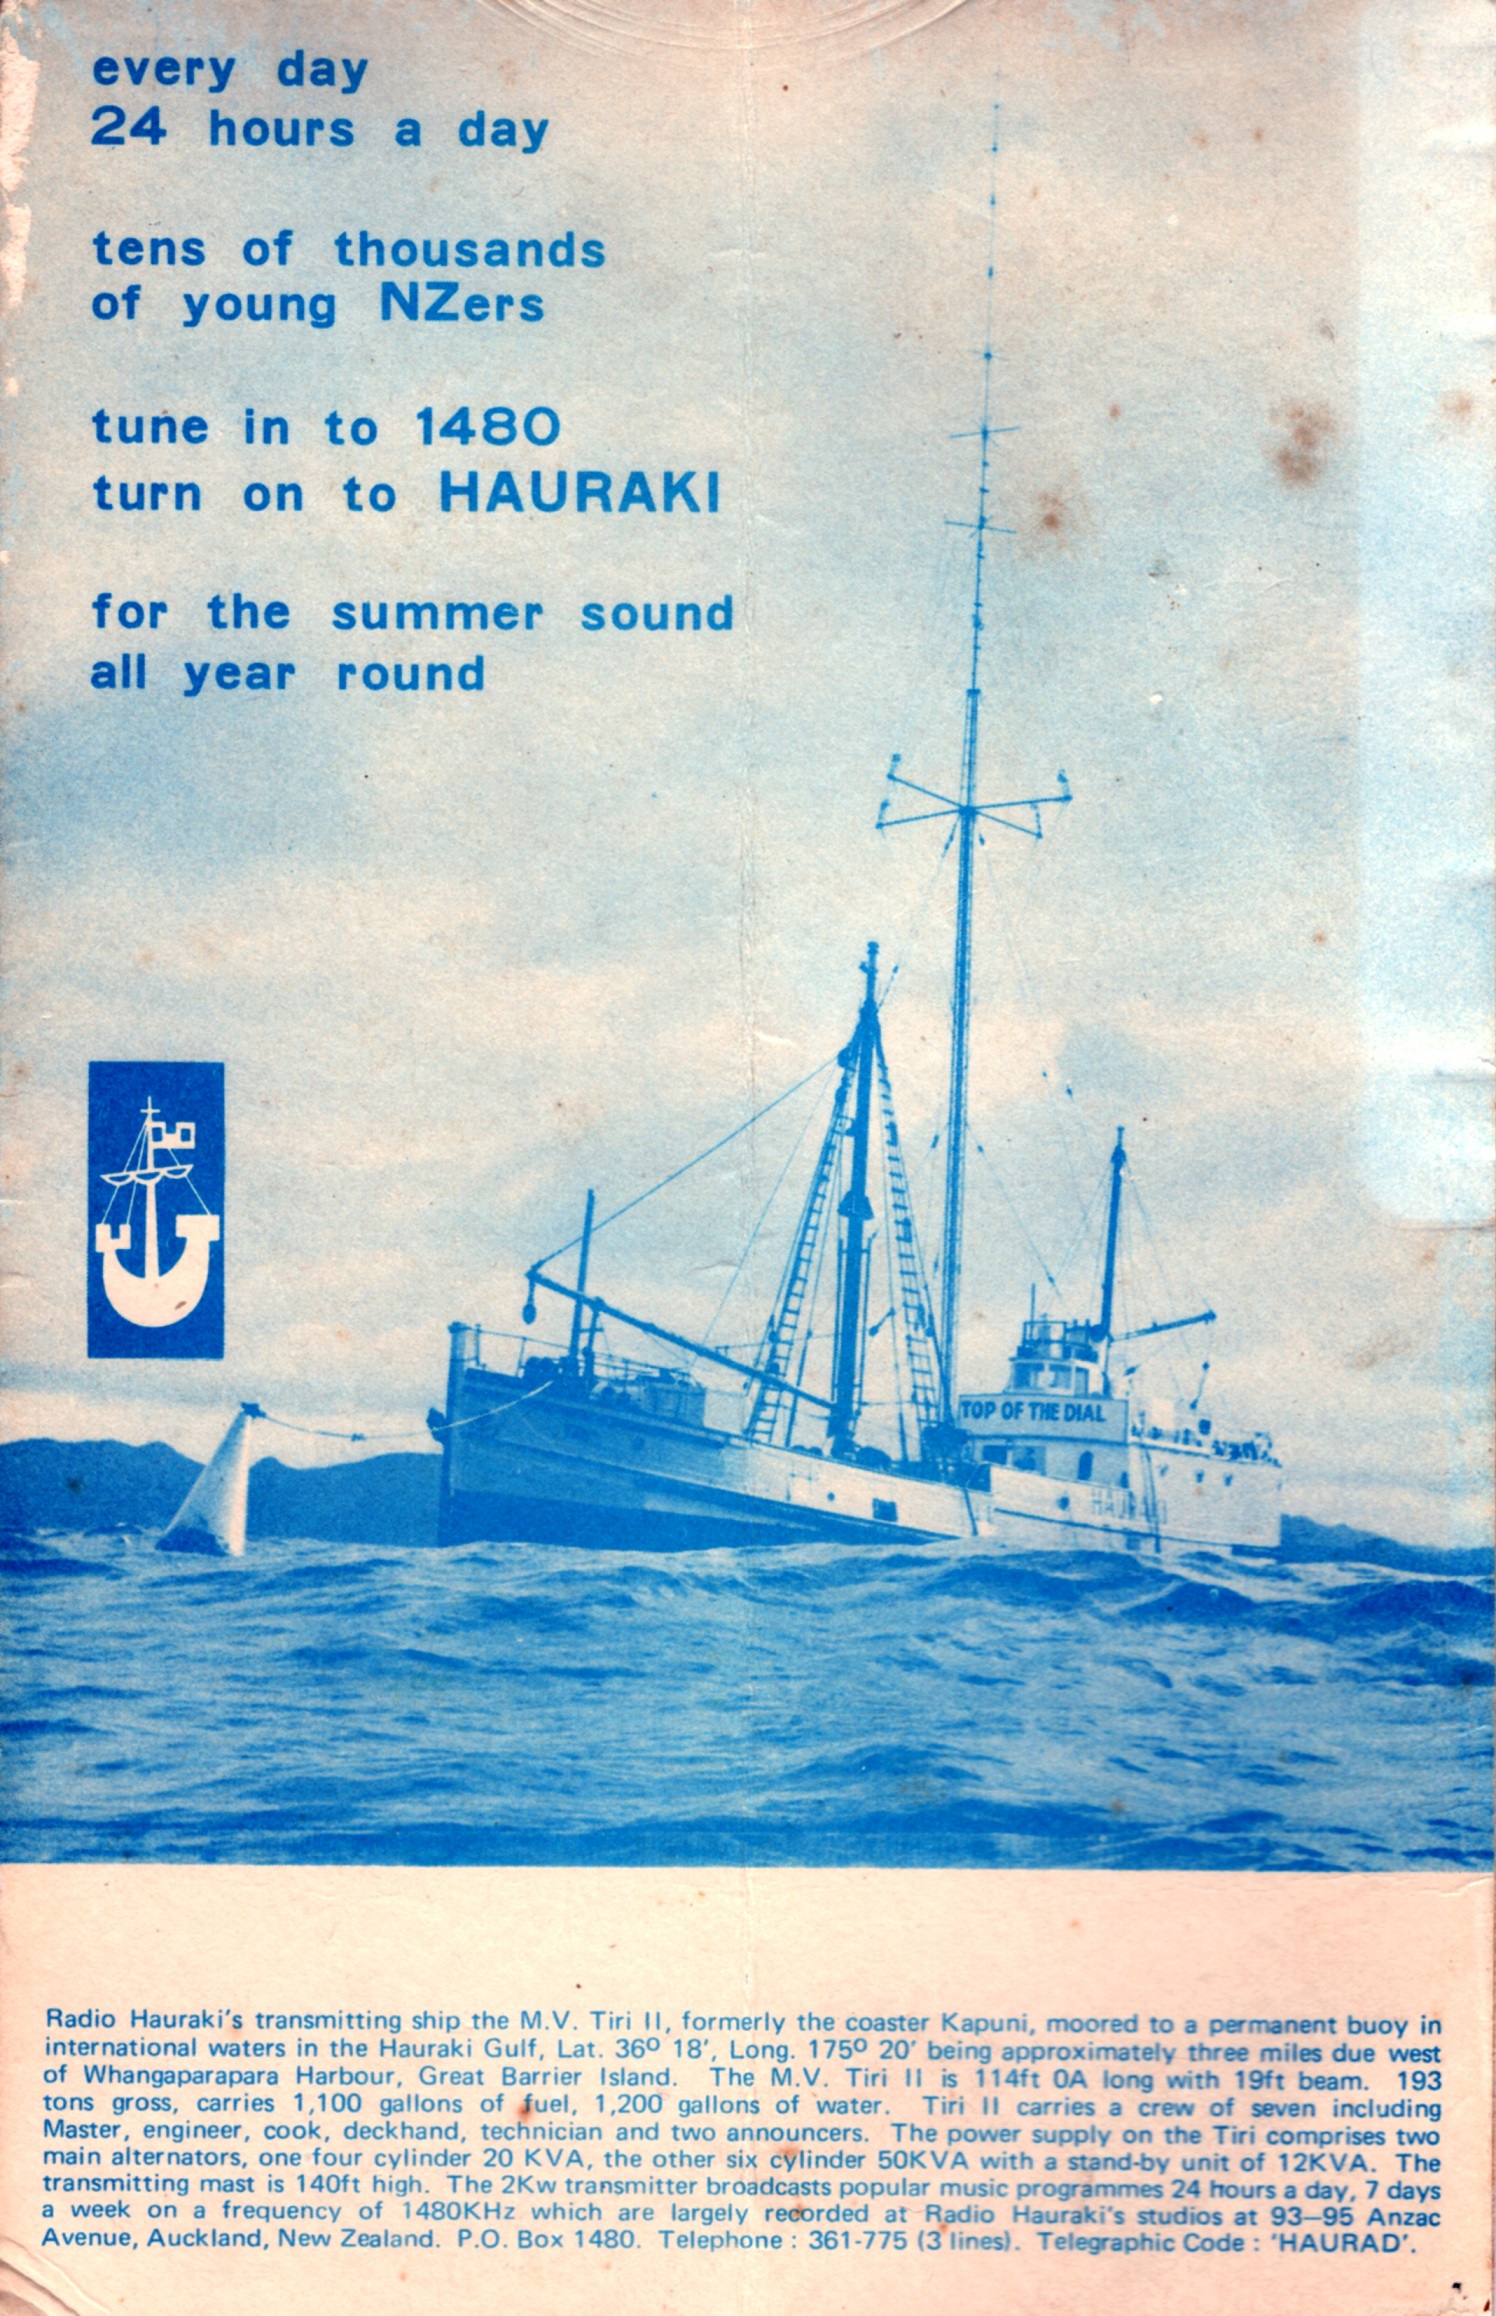 every day
24 hours a day
tens of thousands
of young NZers
tune in to 1480
turn on to HAURAKI
for the summer sound
all year round
TOP OF THE DIAL
HAURAKI
Radio Hauraki's transmitting ship the M.V. Tiri II, formerly the coaster Kapuni, moored to a permanent buoy in
international waters in the Hauraki Gulf, Lat. 36º 18', Long. 175º 20' being approximately three miles due west
of Whangaparapara Harbour, Great Barrier Island. The M.V. Tiri II is 114ft 0A long with 19ft beam. 193
tons gross, carries 1,100 gallons of fuel, 1,200 gallons of water. Tiri II carries a crew of seven including
Master, engineer, cook, deckhand, technician and two announcers. The power supply on the Tiri comprises two
main alternators, one four cylinder 20 KVA, the other six cylinder 50KVA with a stand-by unit of 12KVA. The
transmitting mast is 140ft high. The 2Kw transmitter broadcasts popular music programmes 24 hours a day, 7 days
a week on a frequency of 1480KHz which are largely recorded at Radio Hauraki's studios at 93—95 Anzac
Avenue, Auckland, New Zealand. P.O. Box 1480. Telephone : 361-775 (3 lines). Telegraphic Code : 'HAURAD'.